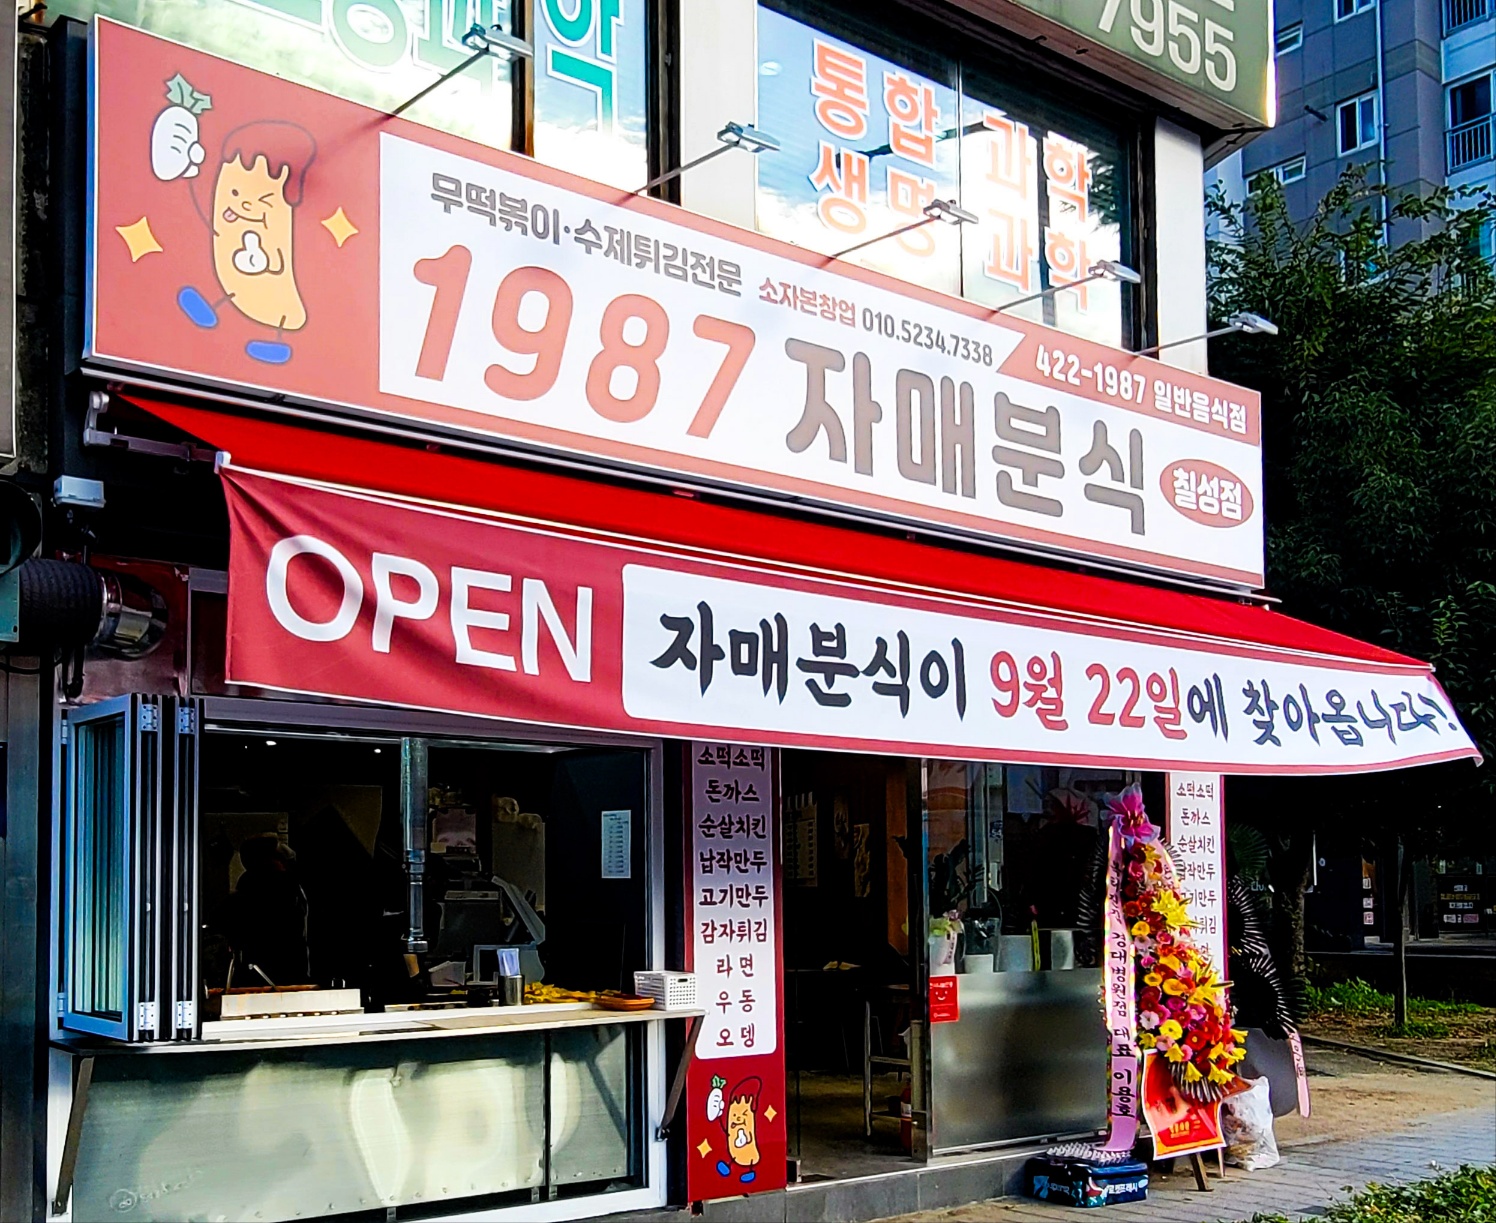 7955
과학
통합 과학
생명 과학
무떡볶이·수제튀김전문
소자본창업 010.5234.7338
422-1987 일반음식점
1987 자매분식
칠성점
OPEN
자매분식이 9월 22일에 찾아옵니다~!
소떡소떡
돈까스
순살치킨
납작만두
고기만두
감자튀김
라면
우동
오뎅
소떡소떡
돈까스
순살치킨
납작만두
고기만두
경대병원점 대표 이용호